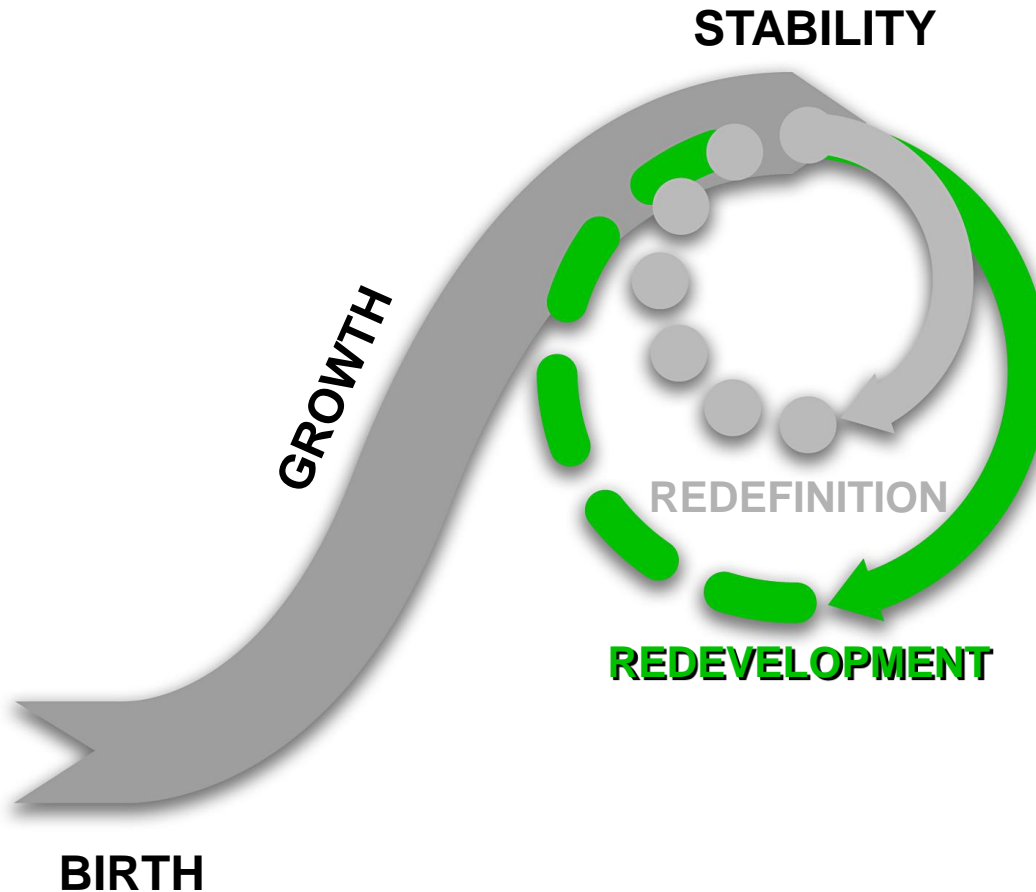 STABILITY
GROWTH
REDEFINITION
REDEVELOPMENT
BIRTH